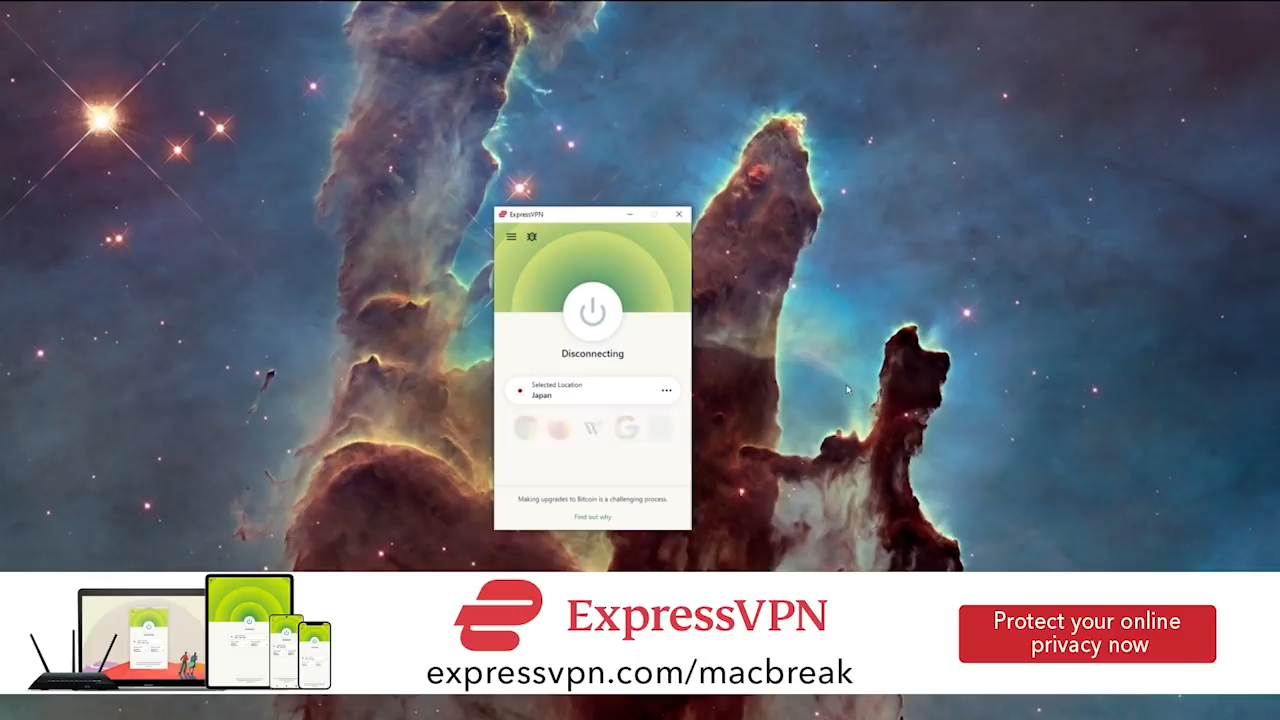 ExpressVPN
Disconnecting
Selected Location
Japan
Making upgrades to Bitcoin is a challenging process.
Find out why
ExpressVPN
expressvpn.com/macbreak
Protect your online
privacy now